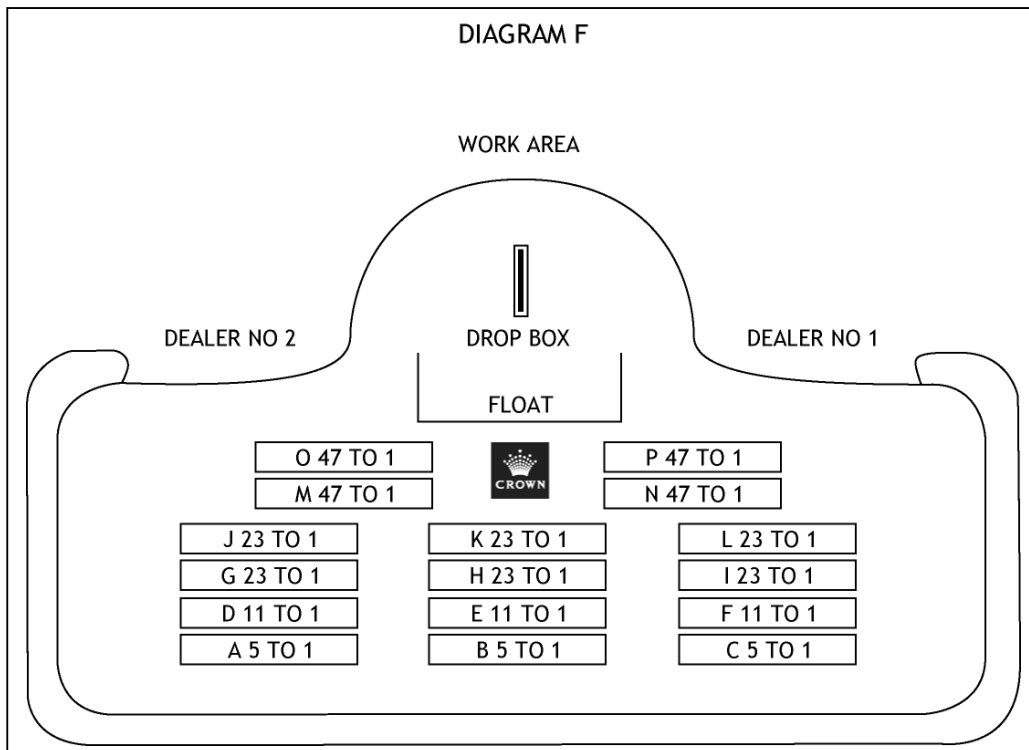 DIAGRAM F
WORK AREA
DEALER NO 2
DROP BOX
DEALER NO 1
FLOAT
O 47 TO 1
P 47 TO 1
CROWN
M 47 TO 1
N 47 TO 1
J 23 TO 1
K 23 TO 1
L 23 TO 1
G 23 TO 1
H 23 TO 1
I 23 TO 1
D 11 TO 1
E 11 TO 1
F 11 TO 1
A 5 TO 1
B 5 TO 1
C 5 TO 1